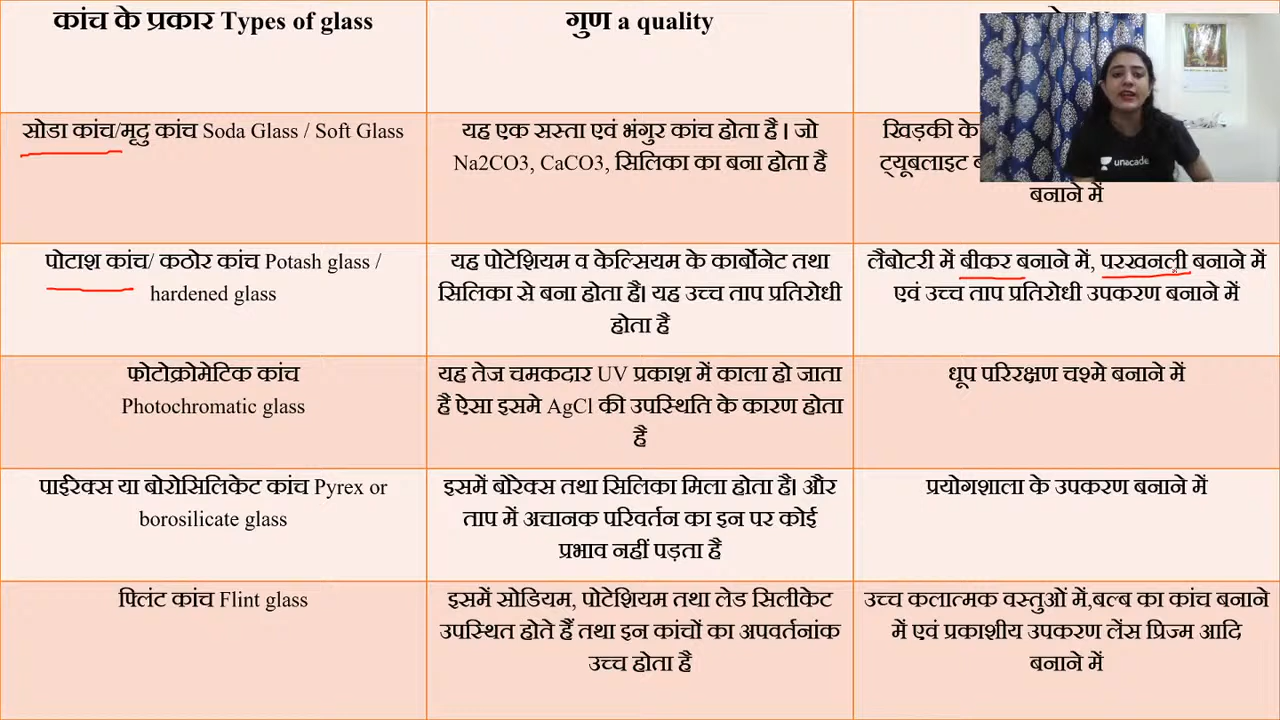 कांच के प्रकार Types of glass
गुण a quality
सोडा कांच/मृदु कांच Soda Glass / Soft Glass
यह एक सस्ता एवं भंगुर कांच होता है। जो
Na2CO3, CaCO3, सिलिका का बना होता है
खिड़की के
ट्यूबलाइट
बनाने में
unacade
पोटाश कांच/ कठोर कांच Potash glass /
hardened glass
यह पोटेशियम व केल्सियम के कार्बोनेट तथा
सिलिका से बना होता है। यह उच्च ताप प्रतिरोधी
होता है
लैबोटरी में बीकर बनाने में, परखनली बनाने में
एवं उच्च ताप प्रतिरोधी उपकरण बनाने में
फोटोक्रोमेटिक कांच
Photochromatic glass
यह तेज चमकदार UV प्रकाश में काला हो जाता
है ऐसा इसमे AgCl की उपस्थिति के कारण होता
है
धूप परिरक्षण चश्मे बनाने में
पाईरेक्स या बोरोसिलिकेट कांच Pyrex or
borosilicate glass
इसमें बोरेक्स तथा सिलिका मिला होता है। और
ताप में अचानक परिवर्तन का इन पर कोई
प्रभाव नहीं पड़ता है
प्रयोगशाला के उपकरण बनाने में
फ्लिंट कांच Flint glass
इसमें सोडियम, पोटेशियम तथा लेड सिलीकेट
उपस्थित होते हैं तथा इन कांचों का अपवर्तनांक
उच्च होता है
उच्च कलात्मक वस्तुओं में,बल्ब का कांच बनाने
में एवं प्रकाशीय उपकरण लेंस प्रिज्म आदि
बनाने में